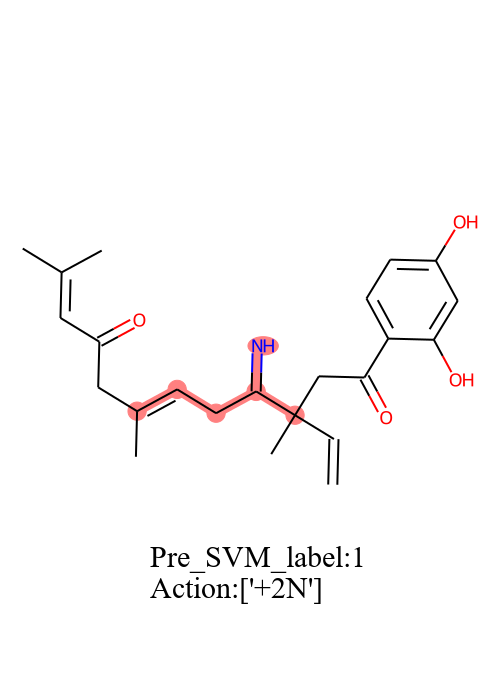 OH
NH
O
OH
O
Pre_SVM_label:1
Action:['+2N']